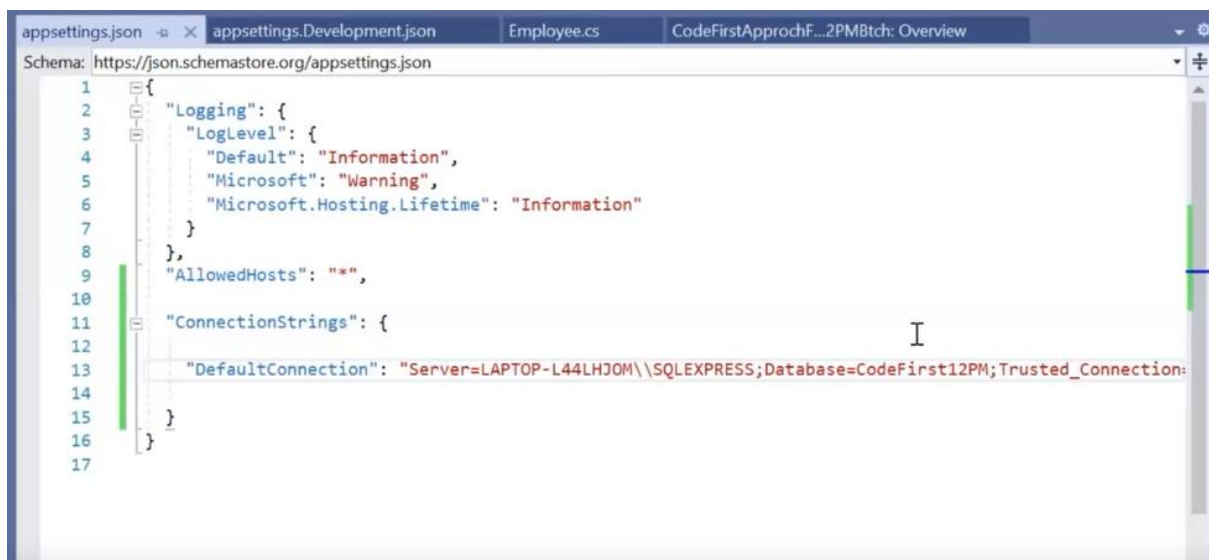 appsettings.json appsettings.Development.json Employee.cs CodeFirstApprochF...2PMBtch: Overview
Schema: https://json.schemastore.org/appsettings.json
1 {
2 "Logging": {
3 "LogLevel": {
4 "Default": "Information",
5 "Microsoft": "Warning",
6 "Microsoft.Hosting.Lifetime": "Information"
7 }
8 },
9 "AllowedHosts": "*",
10
11 "ConnectionStrings": {
12
13 "DefaultConnection": "Server=LAPTOP-L44LHJOM\\SQLEXPRESS;Database=CodeFirst12PM;Trusted_Connection=
14
15 }
16 }
17